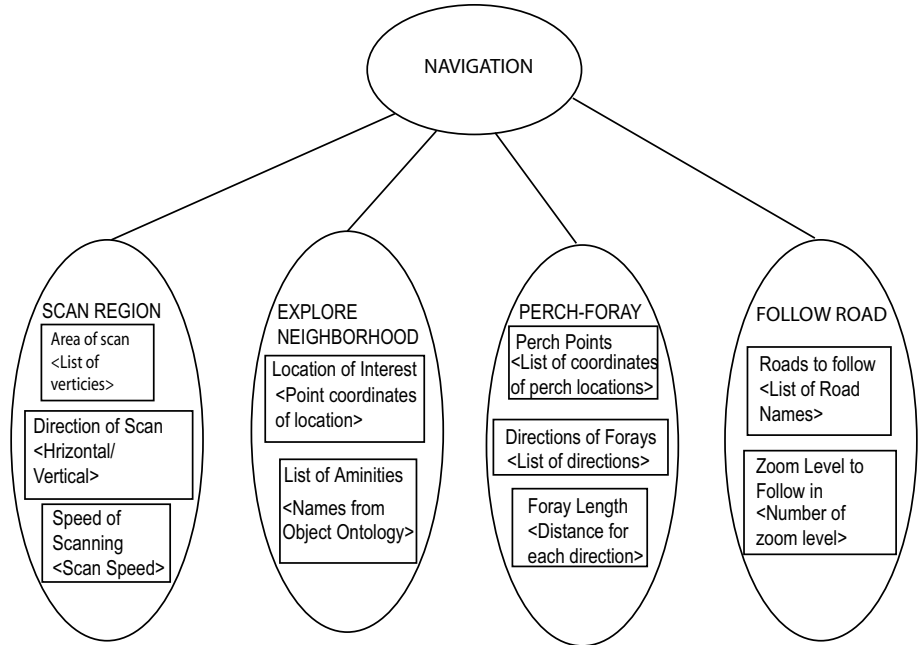 NAVIGATION
SCAN REGION
Area of scan
<List of
verticies>
Direction of Scan
<Hrizontal/
Vertical>
Speed of
Scanning
<Scan Speed>
EXPLORE
NEIGHBORHOOD
Location of Interest
<Point coordinates
of location>
List of Aminities
<Names from
Object Ontology>
PERCH-FORAY
Perch Points
<List of coordinates
of perch locations>
Directions of Forays
<List of directions>
Foray Length
<Distance for
each direction>
FOLLOW ROAD
Roads to follow
<List of Road
Names>
Zoom Level to
Follow in
<Number of
zoom level>